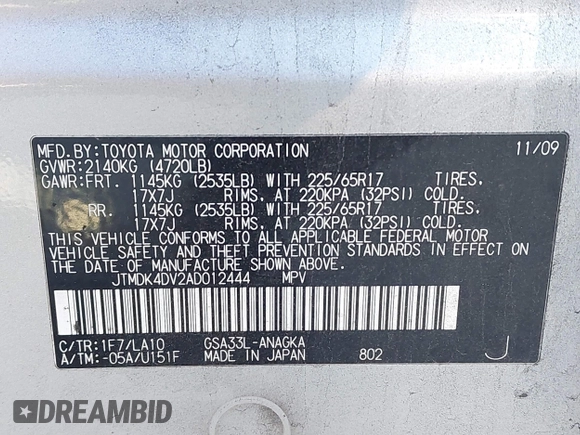 MFD.BY:TOYOTA MOTOR CORPORATION 11/09
GVWR:2140KG (4720LB)
GAWR:FRT. 1145KG (2535LB) WITH 225/65R17 TIRES,
17X7J RIMS, AT 220KPA (32PSI) COLD.
RR. 1145KG (2535LB) WITH 225/65R17 TIRES,
17X7J RIMS, AT 220KPA (32PSI) COLD.
THIS VEHICLE CONFORMS TO ALL APPLICABLE FEDERAL MOTOR
VEHICLE SAFETY AND THEFT PREVENTION STANDARDS IN EFFECT ON
THE DATE OF MANUFACTURE SHOWN ABOVE.
JTMDK4DV2AD012444 MPV
C/TR:1F7/LA10 GSA33L-ANAGKA
A/TM:-05A/U151F MADE IN JAPAN 802 J
DREAMBID